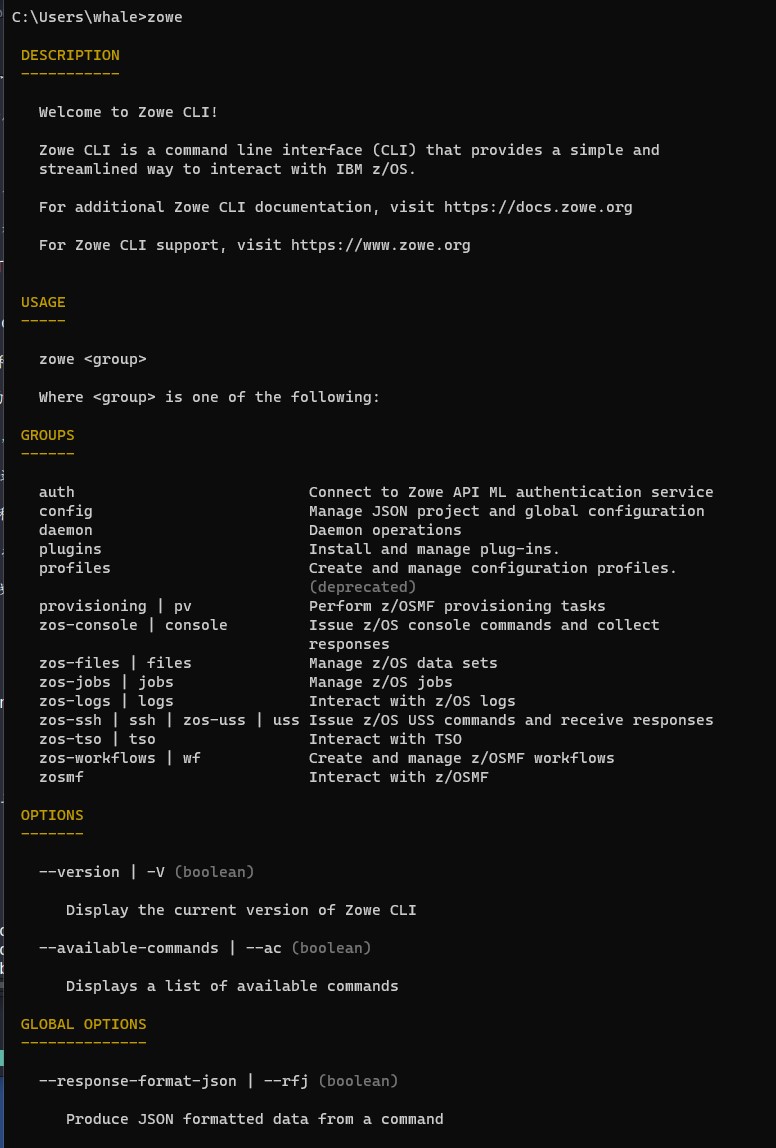 C:\Users\whale>zowe
DESCRIPTION
-----------
Welcome to Zowe CLI!
Zowe CLI is a command line interface (CLI) that provides a simple and
streamlined way to interact with IBM z/OS.
For additional Zowe CLI documentation, visit https://docs.zowe.org
For Zowe CLI support, visit https://www.zowe.org
USAGE
-----
zowe <group>
Where <group> is one of the following:
GROUPS
------
auth Connect to Zowe API ML authentication service
config Manage JSON project and global configuration
daemon Daemon operations
plugins Install and manage plug-ins.
profiles Create and manage configuration profiles.
(deprecated)
provisioning | pv Perform z/OSMF provisioning tasks
zos-console | console Issue z/OS console commands and collect
responses
zos-files | files Manage z/OS data sets
zos-jobs | jobs Manage z/OS jobs
zos-logs | logs Interact with z/OS logs
zos-ssh | ssh | zos-uss | uss Issue z/OS USS commands and receive responses
zos-tso | tso Interact with TSO
zos-workflows | wf Create and manage z/OSMF workflows
zosmf Interact with z/OSMF
OPTIONS
-------
--version | -V (boolean)
Display the current version of Zowe CLI
--available-commands | --ac (boolean)
Displays a list of available commands
GLOBAL OPTIONS
--------------
--response-format-json | --rfj (boolean)
Produce JSON formatted data from a command